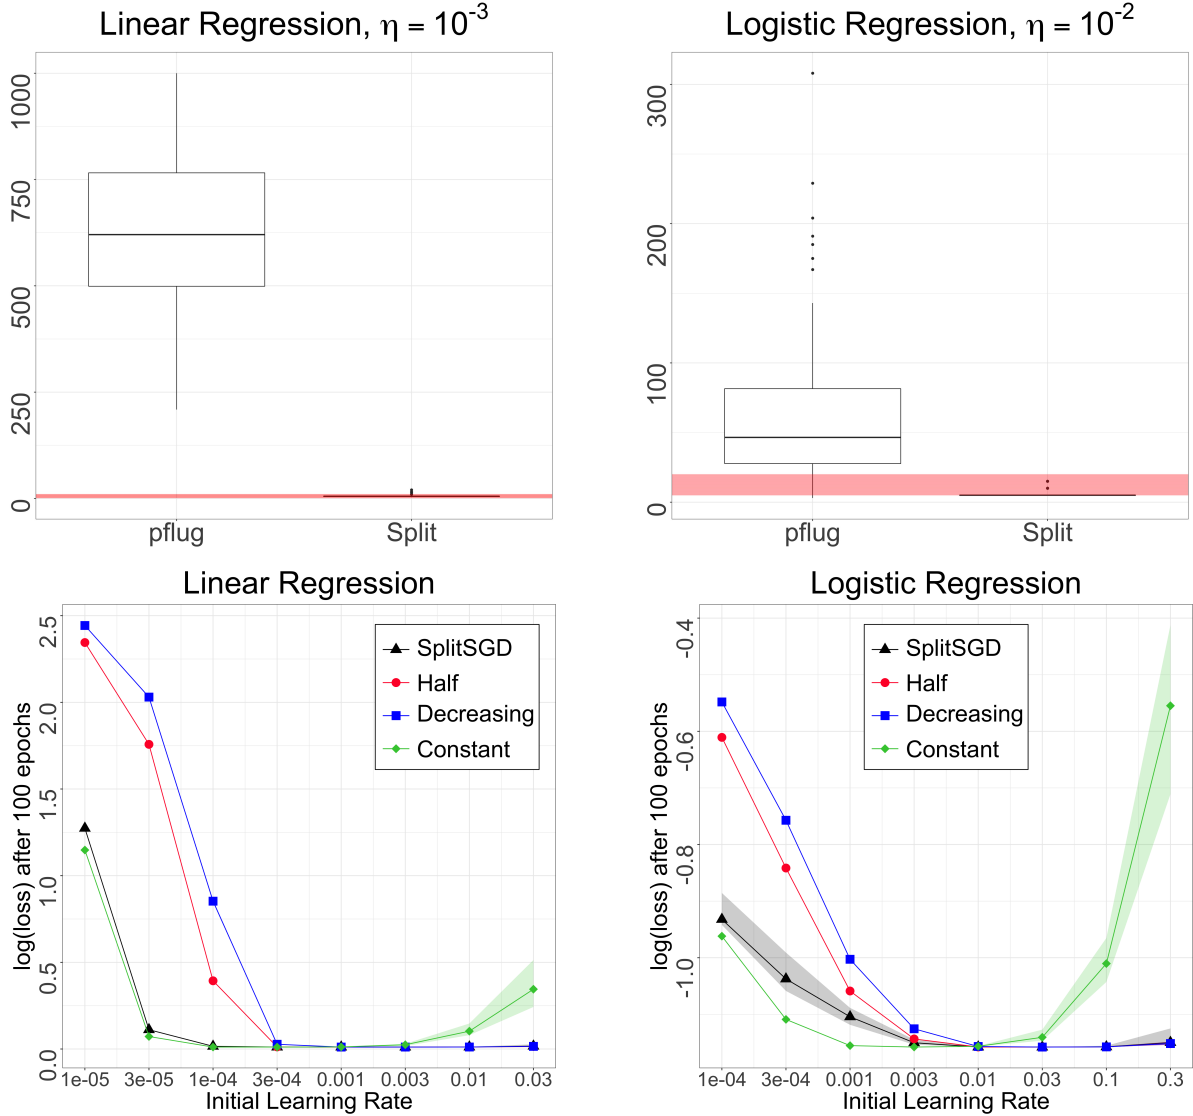 Linear Regression, η = 10⁻³
1000
750
500
250
0
pflug Split
Logistic Regression, η = 10⁻²
300
200
100
0
pflug Split
Linear Regression
log(loss) after 100 epochs
2.5
2.0
1.5
1.0
0.5
0.0
SplitSGD
Half
Decreasing
Constant
1e-05 3e-05 1e-04 3e-04 0.001 0.003 0.01 0.03
Initial Learning Rate
Logistic Regression
log(loss) after 100 epochs
-0.4
-0.6
-0.8
-1.0
SplitSGD
Half
Decreasing
Constant
1e-04 3e-04 0.001 0.003 0.01 0.03 0.1 0.3
Initial Learning Rate